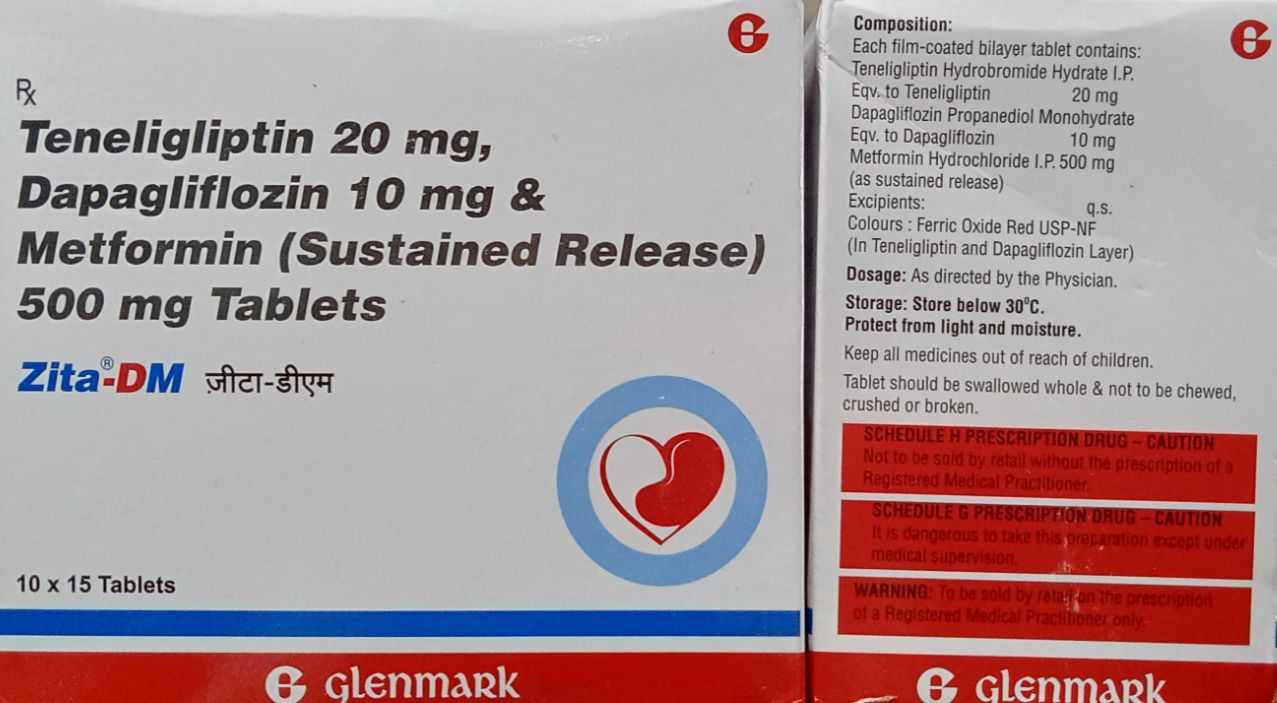 Rx
Teneligliptin 20 mg,
Dapagliflozin 10 mg &
Metformin (Sustained Release)
500 mg Tablets
Zita®-DM ज़ीटा-डीएम
10 x 15 Tablets
GLENMARK
Composition:
Each film-coated bilayer tablet contains:
Teneligliptin Hydrobromide Hydrate I.P.
Eqv. to Teneligliptin 20 mg
Dapagliflozin Propanediol Monohydrate
Eqv. to Dapagliflozin 10 mg
Metformin Hydrochloride I.P. 500 mg
(as sustained release)
Excipients: q.s.
Colours : Ferric Oxide Red USP-NF
(In Teneligliptin and Dapagliflozin Layer)
Dosage: As directed by the Physician.
Storage: Store below 30⁰C.
Protect from light and moisture.
Keep all medicines out of reach of children.
Tablet should be swallowed whole & not to be chewed,
crushed or broken.
SCHEDULE H PRESCRIPTION DRUG – CAUTION
Not to be sold by retail without the prescription of a
Registered Medical Practitioner.
SCHEDULE G PRESCRIPTION DRUG – CAUTION
It is dangerous to take this preparation except under
medical supervision.
WARNING: To be sold by retail on the prescription
of a Registered Medical Practitioner only.
GLENMARK